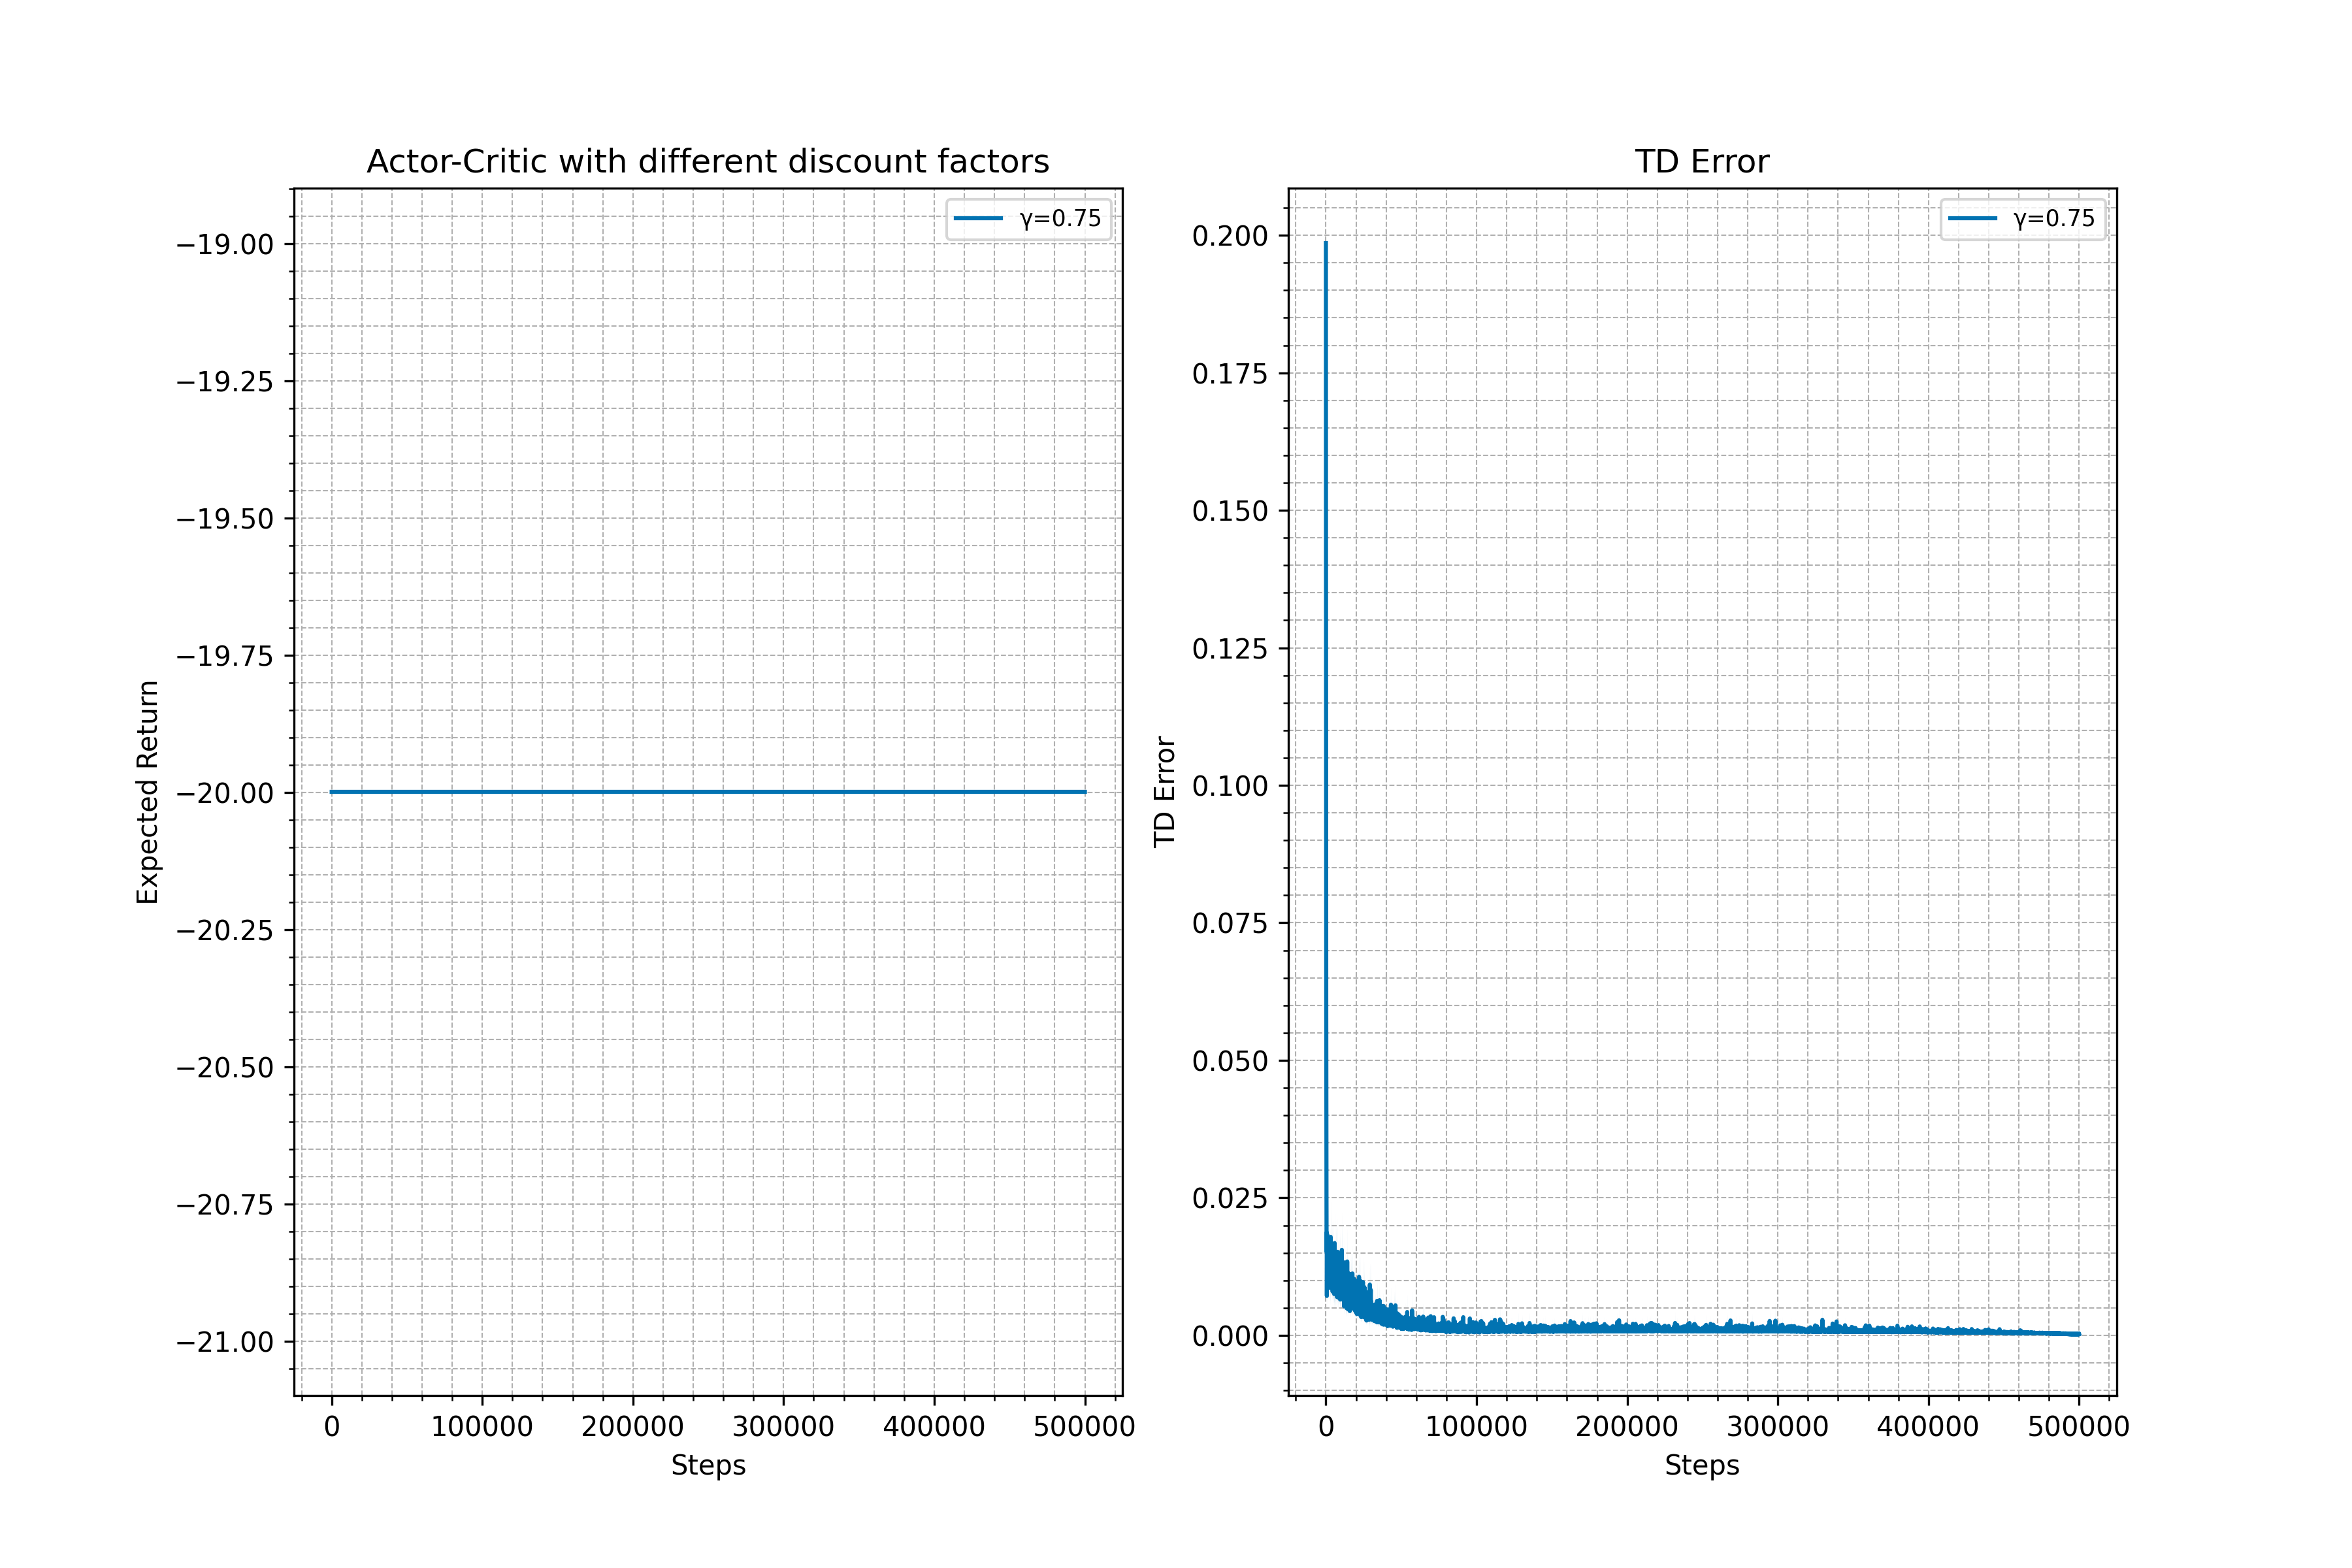 Actor-Critic with different discount factors
γ=0.75
−19.00
−19.25
−19.50
−19.75
−20.00
−20.25
−20.50
−20.75
−21.00
Expected Return
0 100000 200000 300000 400000 500000
Steps
TD Error
γ=0.75
0.200
0.175
0.150
0.125
0.100
0.075
0.050
0.025
0.000
TD Error
0 100000 200000 300000 400000 500000
Steps